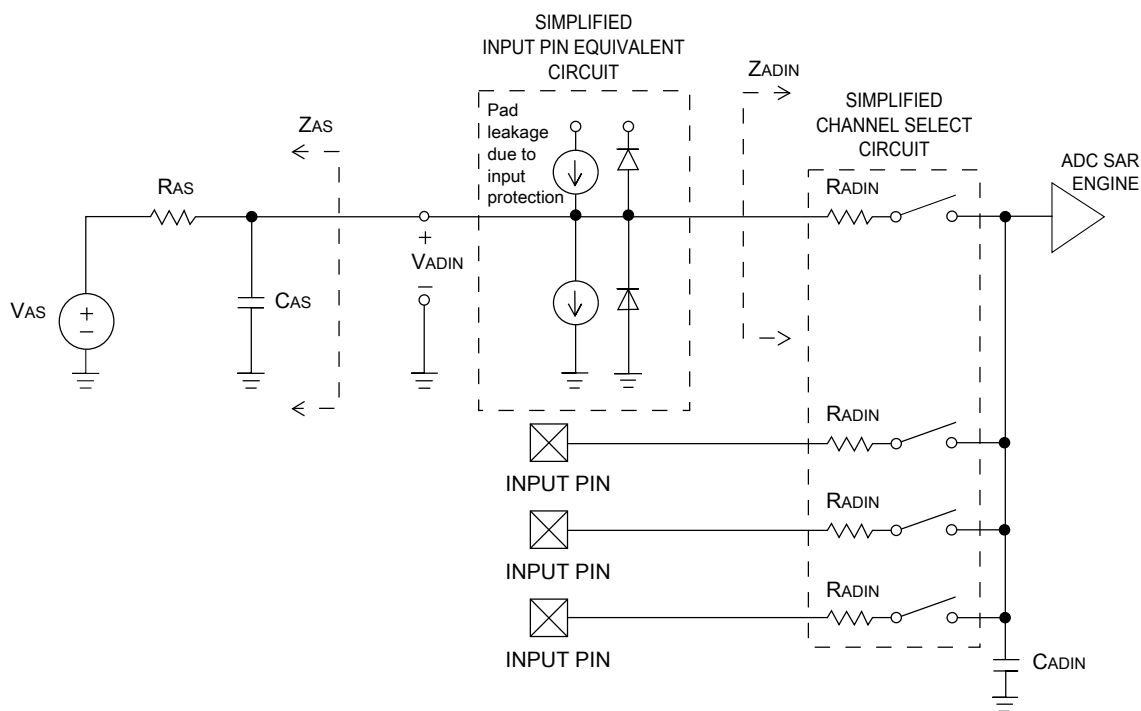 SIMPLIFIED
INPUT PIN EQUIVALENT
CIRCUIT
ZADIN
SIMPLIFIED
CHANNEL SELECT
CIRCUIT
ADC SAR
ENGINE
Pad
leakage
due to
input
protection
ZAS
RAS
RADIN
+
VADIN
–
VAS
+
–
CAS
RADIN
INPUT PIN
RADIN
INPUT PIN
RADIN
INPUT PIN
CADIN